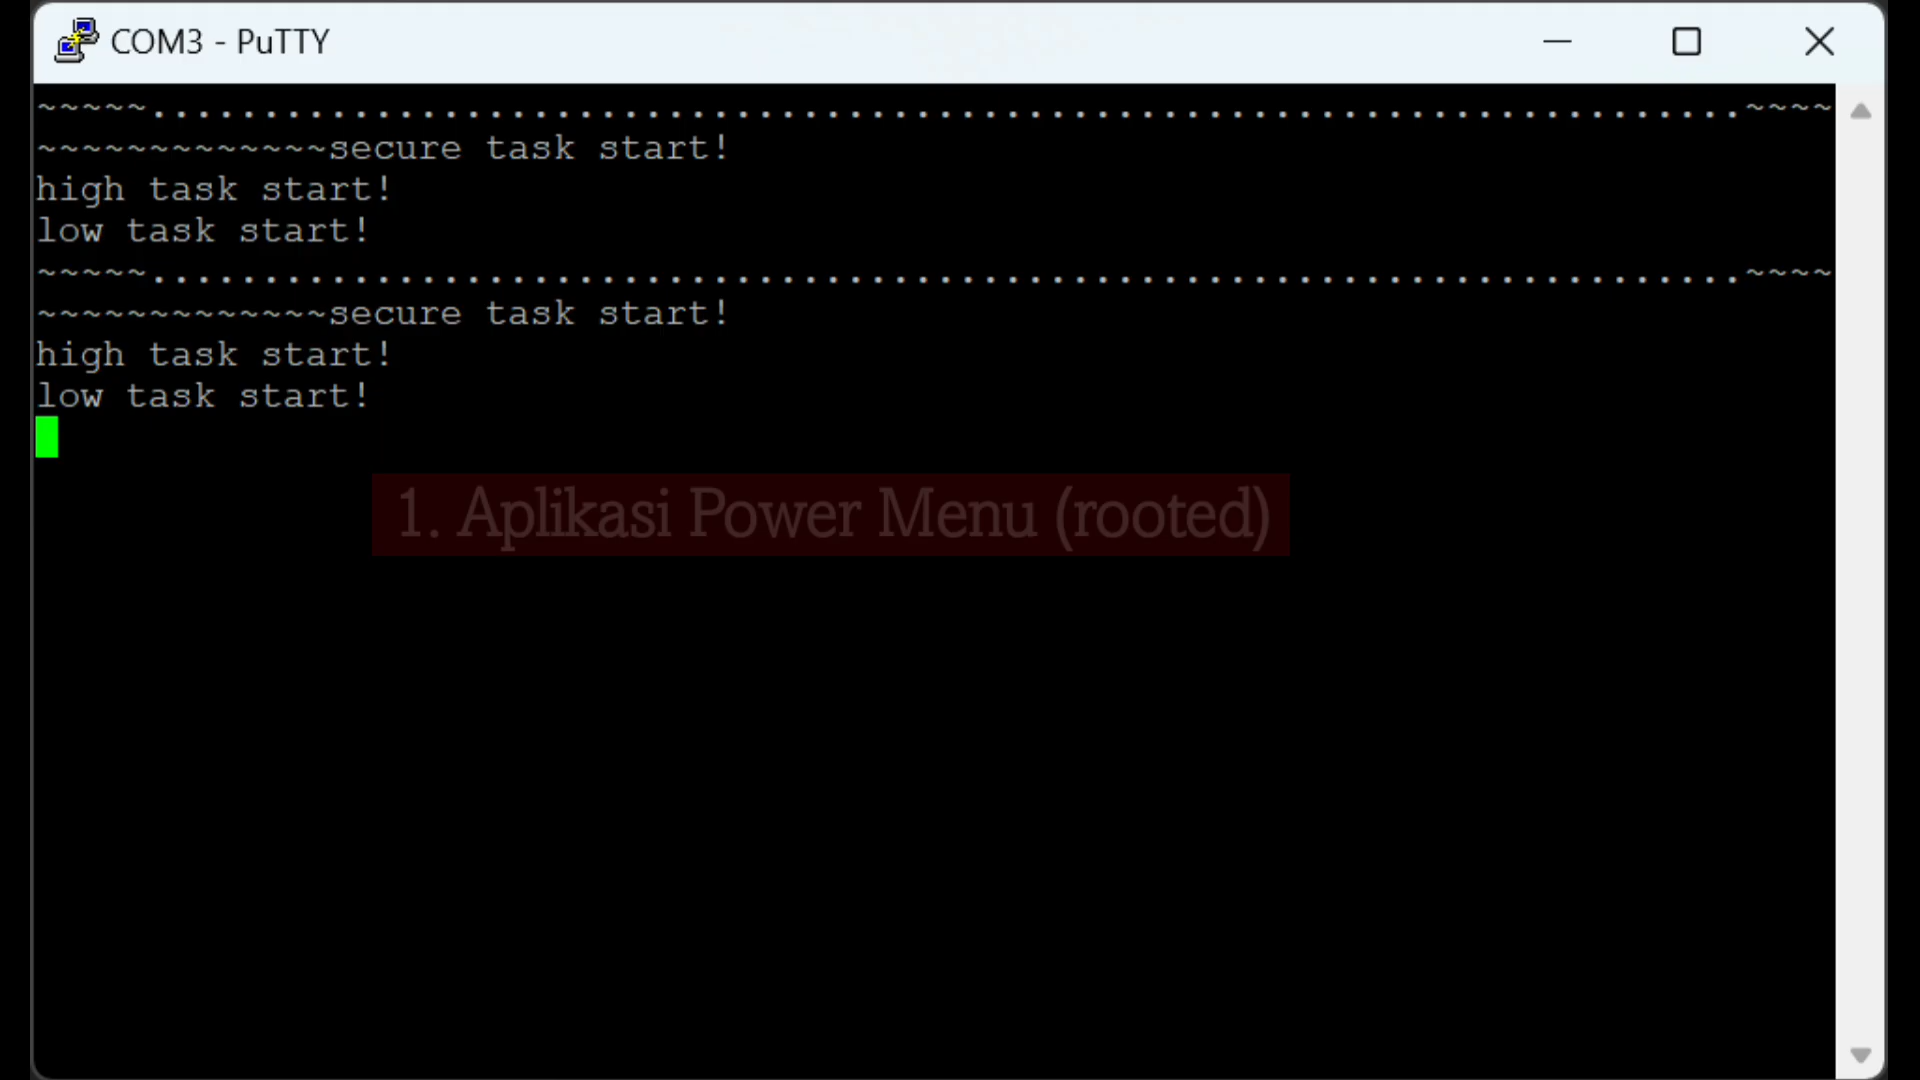 COM3 - PuTTY
~~~~~.......................................................................~~~~
~~~~~~~~~~~~~secure task start!
high task start!
low task start!
~~~~~.......................................................................~~~~
~~~~~~~~~~~~~secure task start!
high task start!
low task start!
1. Aplikasi Power Menu (rooted)